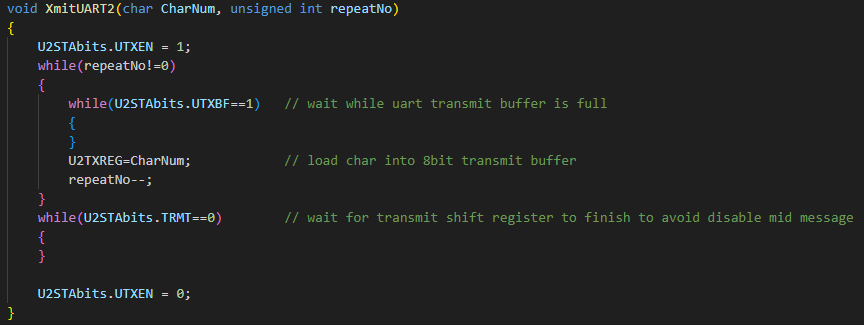 void XmitUART2(char CharNum, unsigned int repeatNo)
{
    U2STAbits.UTXEN = 1;
    while(repeatNo!=0)
    {
        while(U2STAbits.UTXBF==1)   // wait while uart transmit buffer is full
        {
        }
        U2TXREG=CharNum;            // load char into 8bit transmit buffer
        repeatNo--;
    }
    while(U2STAbits.TRMT==0)        // wait for transmit shift register to finish to avoid disable mid message
    {
    }

    U2STAbits.UTXEN = 0;
}